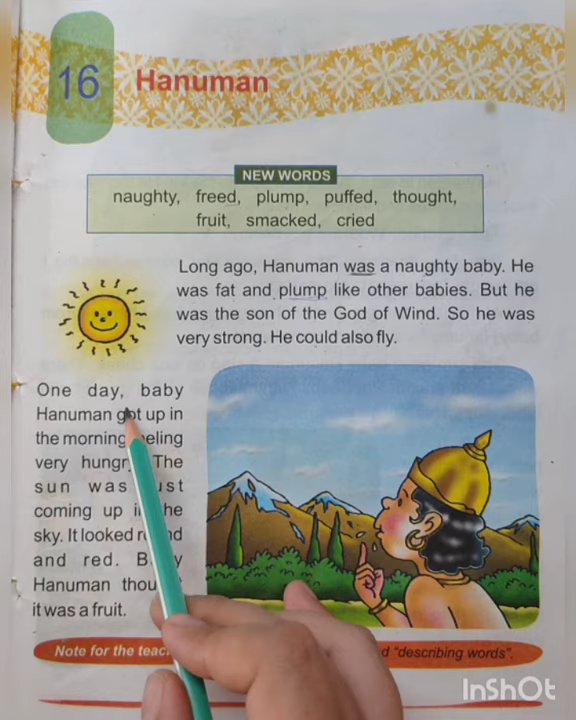 16 Hanuman
NEW WORDS
naughty, freed, plump, puffed, thought,
fruit, smacked, cried
Long ago, Hanuman was a naughty baby. He
was fat and plump like other babies. But he
was the son of the God of Wind. So he was
very strong. He could also fly.
One day, baby
Hanuman got up in
the morning feeling
very hungry. The
sun was just
coming up in the
sky. It looked round
and red. Baby
Hanuman thought
it was a fruit.
Note for the "describing words".
InShOt